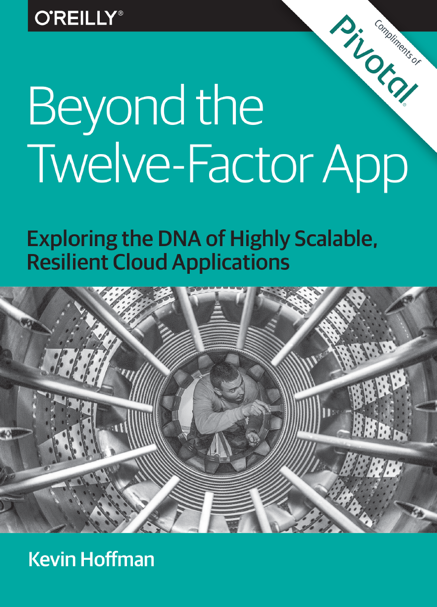 O'REILLY®
Compliments of
Pivotal®
Beyond the
Twelve-Factor App
Exploring the DNA of Highly Scalable,
Resilient Cloud Applications
Kevin Hoffman